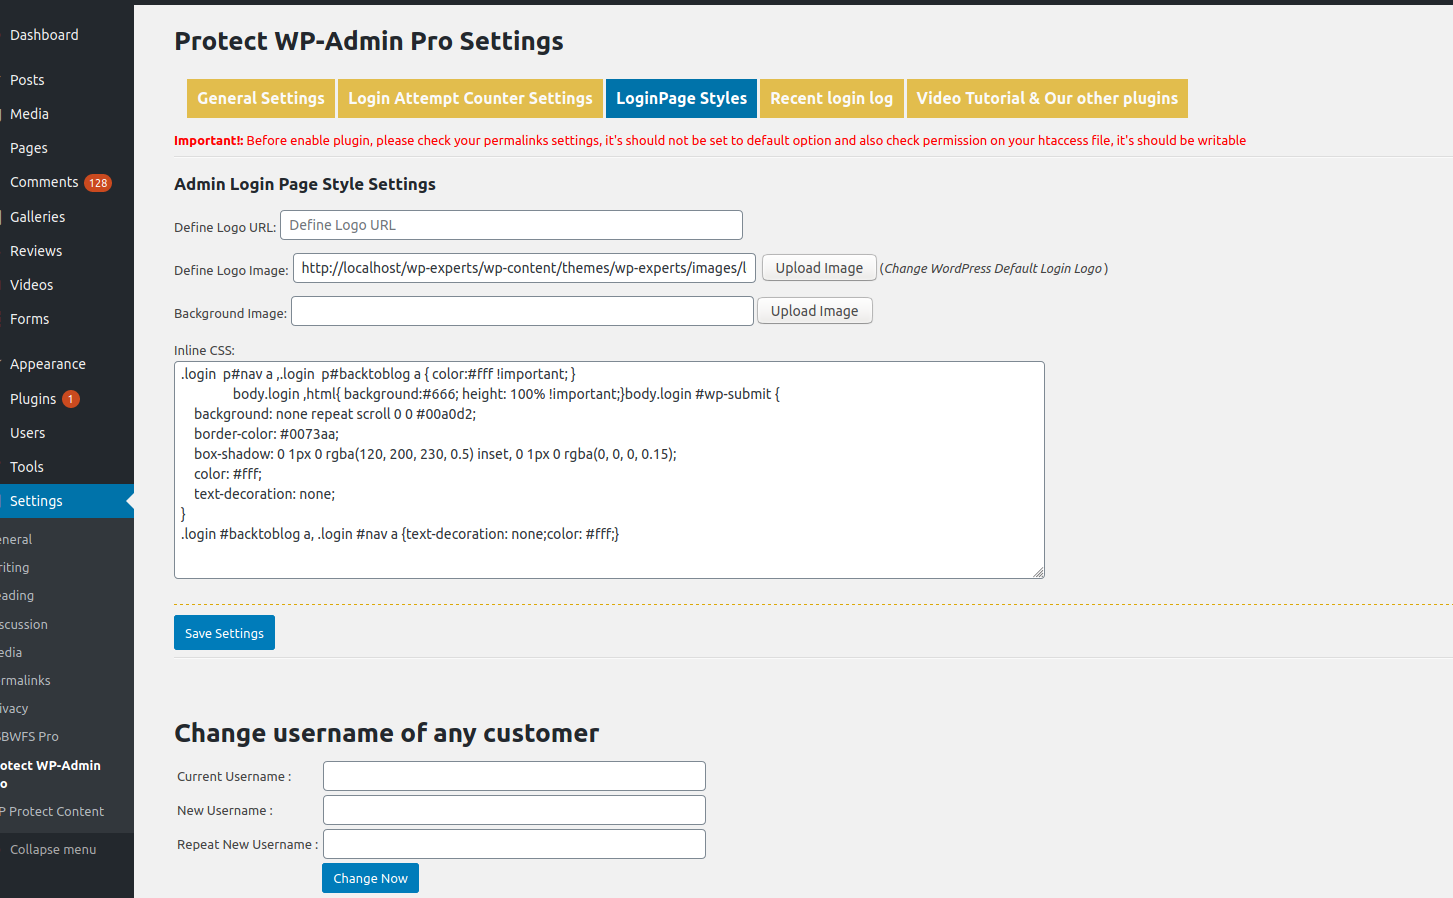 Dashboard
Posts
Media
Pages
Comments 128
Galleries
Reviews
Videos
Forms
Appearance
Plugins 1
Users
Tools
Settings
eneral
riting
eading
scussion
edia
rmalinks
ivacy
BWFS Pro
otect WP-Admin
o
P Protect Content
Collapse menu
Protect WP-Admin Pro Settings
General Settings
Login Attempt Counter Settings
LoginPage Styles
Recent login log
Video Tutorial & Our other plugins
Important!: Before enable plugin, please check your permalinks settings, it's should not be set to default option and also check permission on your htaccess file, it's should be writable
Admin Login Page Style Settings
Define Logo URL: Define Logo URL
Define Logo Image: http://localhost/wp-experts/wp-content/themes/wp-experts/images/l Upload Image (Change WordPress Default Login Logo )
Background Image: Upload Image
Inline CSS:
.login  p#nav a ,.login  p#backtoblog a { color:#fff !important; }
body.login ,html{ background:#666; height: 100% !important;}body.login #wp-submit {
background: none repeat scroll 0 0 #00a0d2;
border-color: #0073aa;
box-shadow: 0 1px 0 rgba(120, 200, 230, 0.5) inset, 0 1px 0 rgba(0, 0, 0, 0.15);
color: #fff;
text-decoration: none;
}
.login #backtoblog a, .login #nav a {text-decoration: none;color: #fff;}
Save Settings
Change username of any customer
Current Username :
New Username :
Repeat New Username :
Change Now